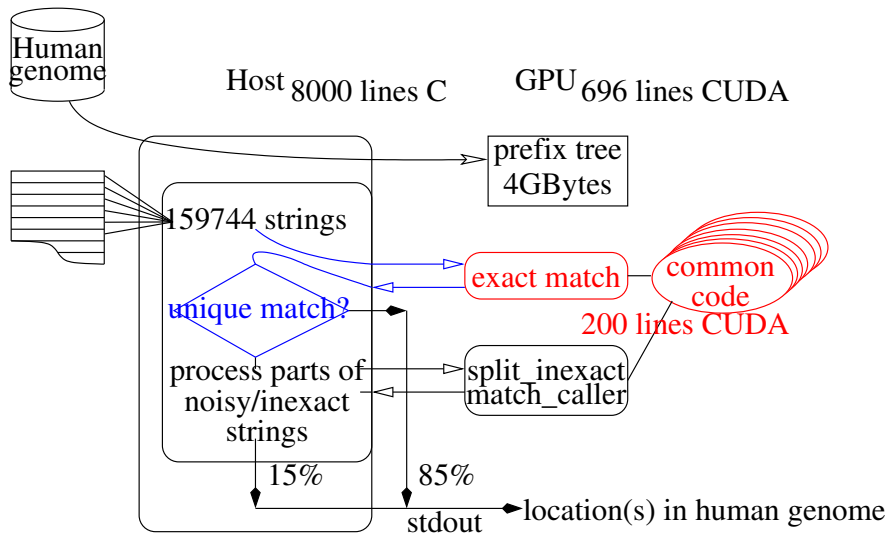 Human
genome
Host 8000 lines C
GPU 696 lines CUDA
prefix tree
4GBytes
159744 strings
exact match
common
code
200 lines CUDA
unique match?
process parts of
noisy/inexact
strings
split_inexact
match_caller
15%
85%
stdout
location(s) in human genome